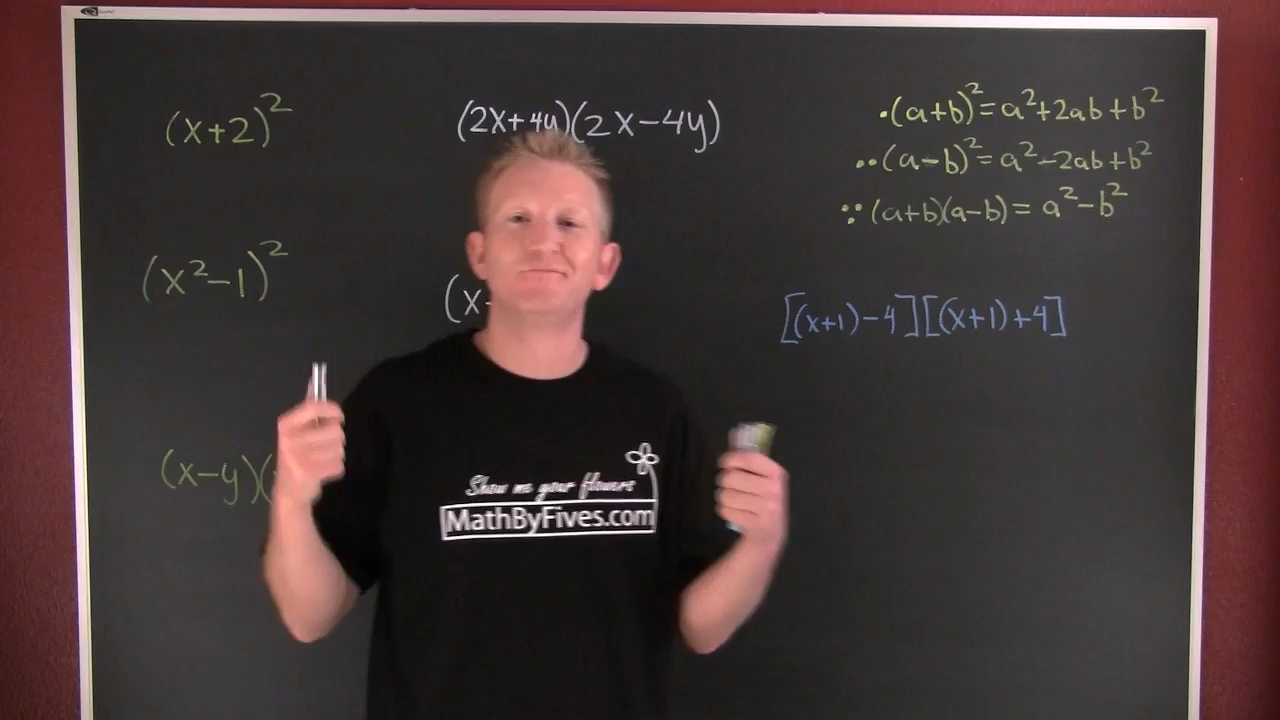 (x+2)²
(2x+4y)(2x-4y)
•(a+b)²=a²+2ab+b²
••(a-b)²=a²-2ab+b²
(a+b)(a-b)=a²-b²
(x²-1)²
(x-
[(x+1)-4][(x+1)+4]
(x-y)(
Show me your flowers
MathByFives.com